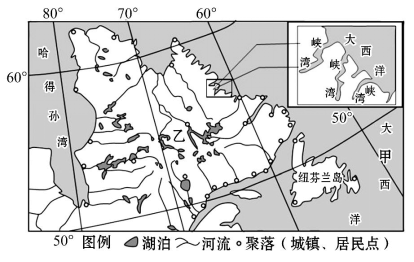 80°
70°
60°
60°
50°
50°
哈得孙湾
乙
峡湾
峡湾
峡湾
大西洋
大西洋
甲
纽芬兰岛
图例
湖泊
河流
聚落（城镇、居民点）